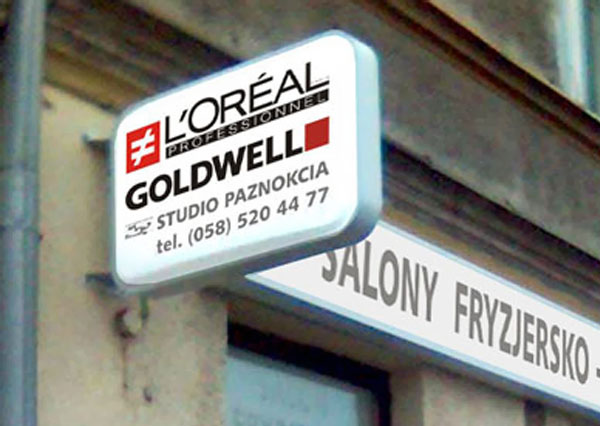 ≠ L'ORÉAL
PROFESSIONNEL
GOLDWELL
STUDIO PAZNOKCIA
tel. (058) 520 44 77
SALONY FRYZJERSKO -